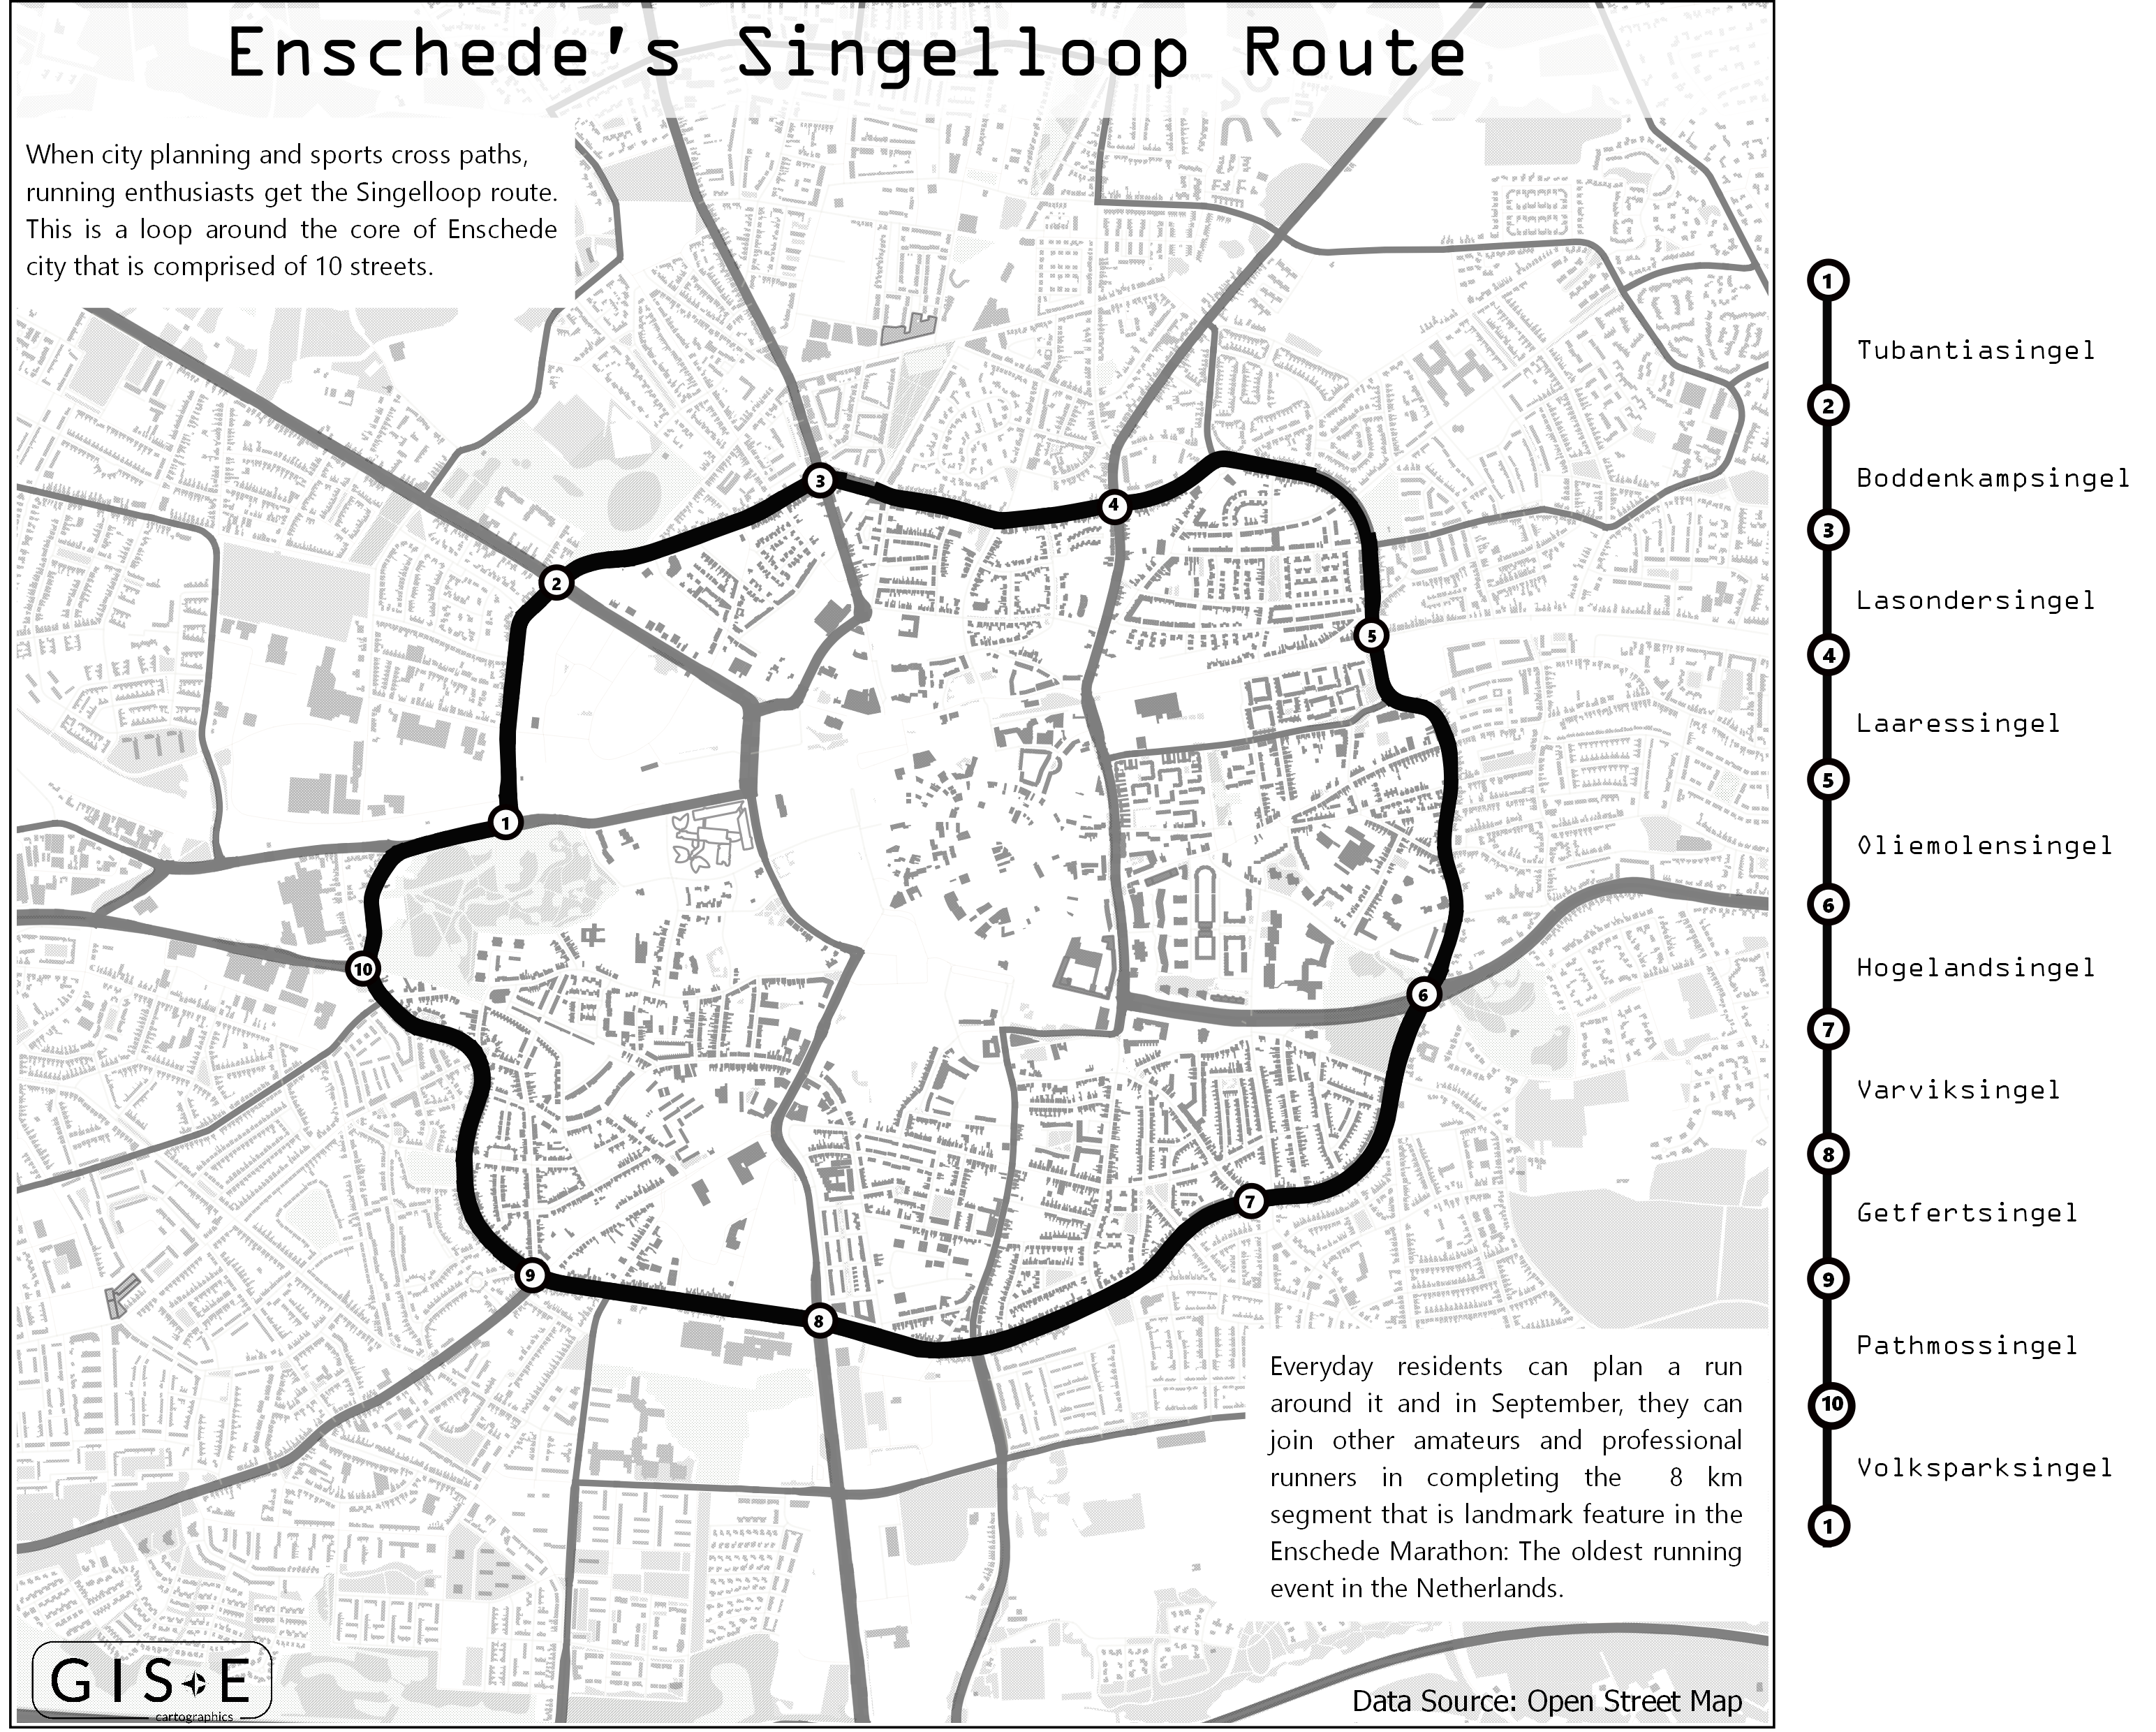 Enschede's Singelloop Route
When city planning and sports cross paths,
running enthusiasts get the Singelloop route.
This is a loop around the core of Enschede
city that is comprised of 10 streets.
3
4
2
5
1
10
6
7
9
8
Everyday residents can plan a run
around it and in September, they can
join other amateurs and professional
runners in completing the 8 km
segment that is landmark feature in the
Enschede Marathon: The oldest running
event in the Netherlands.
GIS E
cartographics
Data Source: Open Street Map
1
Tubantiasingel
2
Boddenkampsingel
3
Lasondersingel
4
Laaressingel
5
Oliemolensingel
6
Hogelandsingel
7
Varviksingel
8
Getfertsingel
9
Pathmossingel
10
Volksparksingel
1